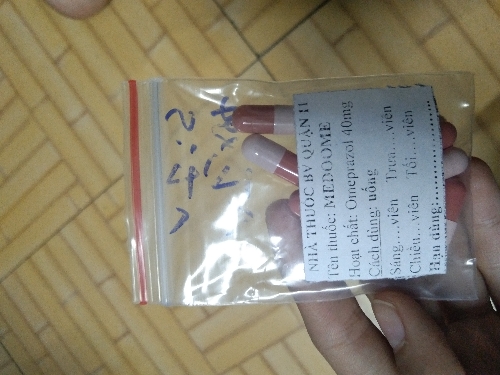 NHÀ THUỐC BV QUẬN 11
Tên thuốc: MEDOOME
Hoạt chất: Omeprazol 40mg
Cách dùng: uống
Sáng....viên Trưa.....viên
Chiều...viên Tối.....viên
Hạn dùng:....................